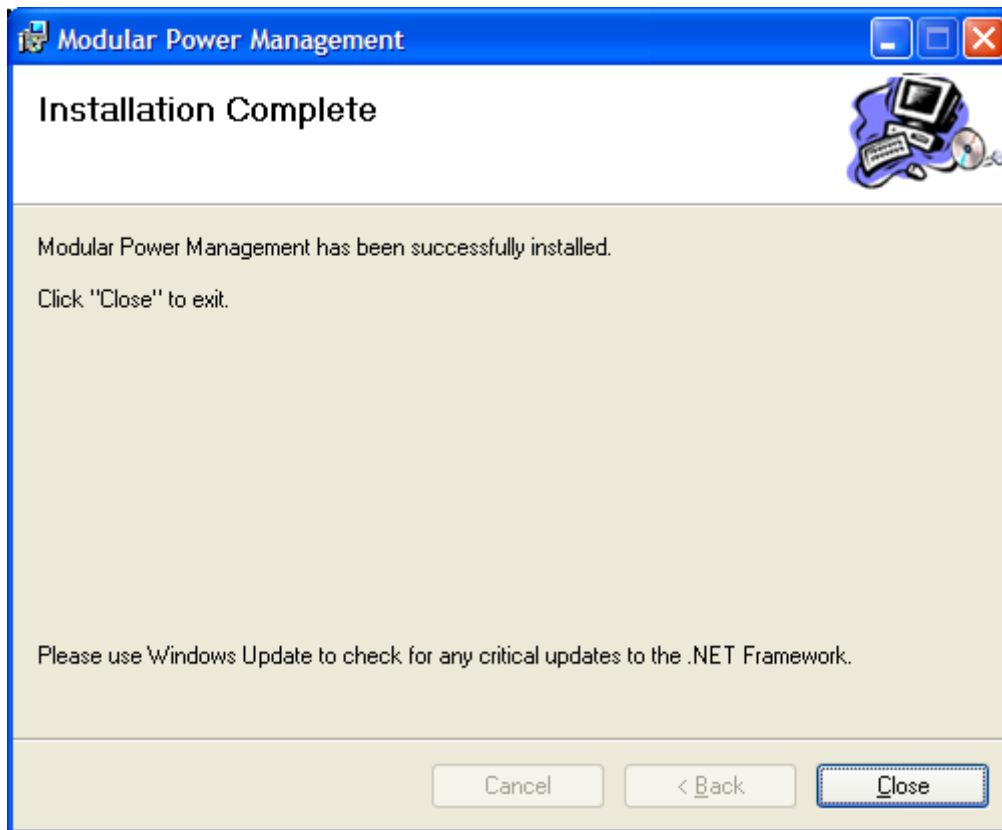 Modular Power Management
Installation Complete
Modular Power Management has been successfully installed.
Click "Close" to exit.
Please use Windows Update to check for any critical updates to the .NET Framework.
Cancel
< Back
Close